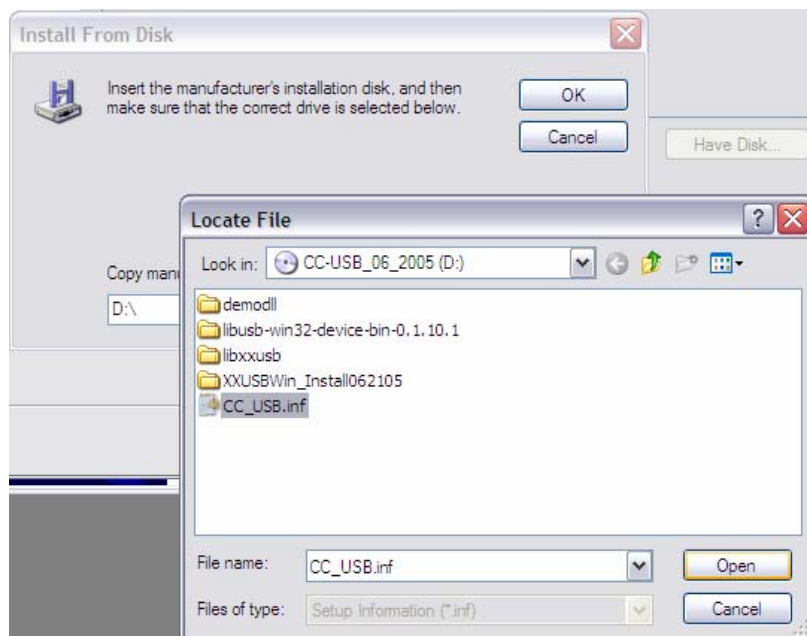 Install From Disk
Insert the manufacturer's installation disk, and then
make sure that the correct drive is selected below.
OK
Cancel
Have Disk...
Copy
D:\
Locate File
Look in:
CC-USB_06_2005 (D:)
demodll
libusb-win32-device-bin-0.1.10.1
libxxusb
XXUSBWin_Install062105
CC_USB.inf
File name:
CC_USB.inf
Open
Files of type:
Setup Information (*.inf)
Cancel